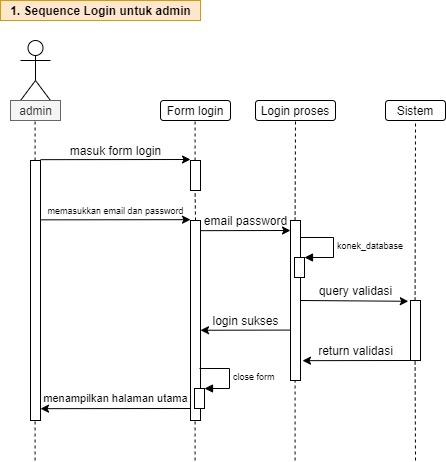 1. Sequence Login untuk admin
admin
Form login
Login proses
Sistem
masuk form login
memasukkan email dan password
email password
konek_database
query validasi
login sukses
return validasi
close form
menampilkan halaman utama